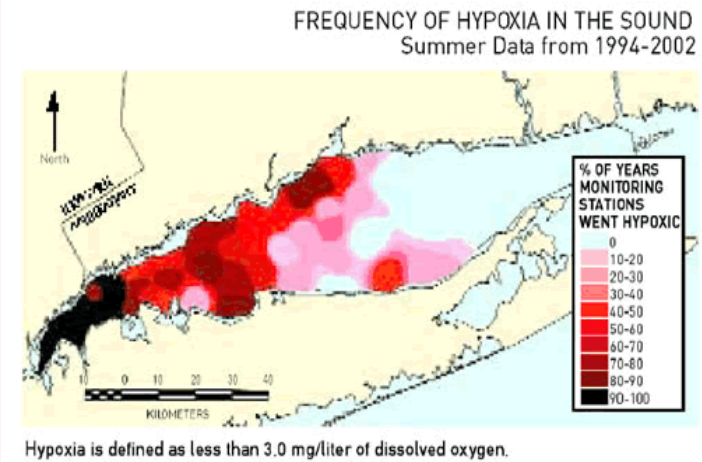 FREQUENCY OF HYPOXIA IN THE SOUND
Summer Data from 1994-2002
North
% OF YEARS
MONITORING
STATIONS
WENT HYPOXIC
0
10-20
20-30
30-40
40-50
50-60
60-70
70-80
80-90
90-100
10 0 10 20 30 40
KILOMETERS
Hypoxia is defined as less than 3.0 mg/liter of dissolved oxygen.